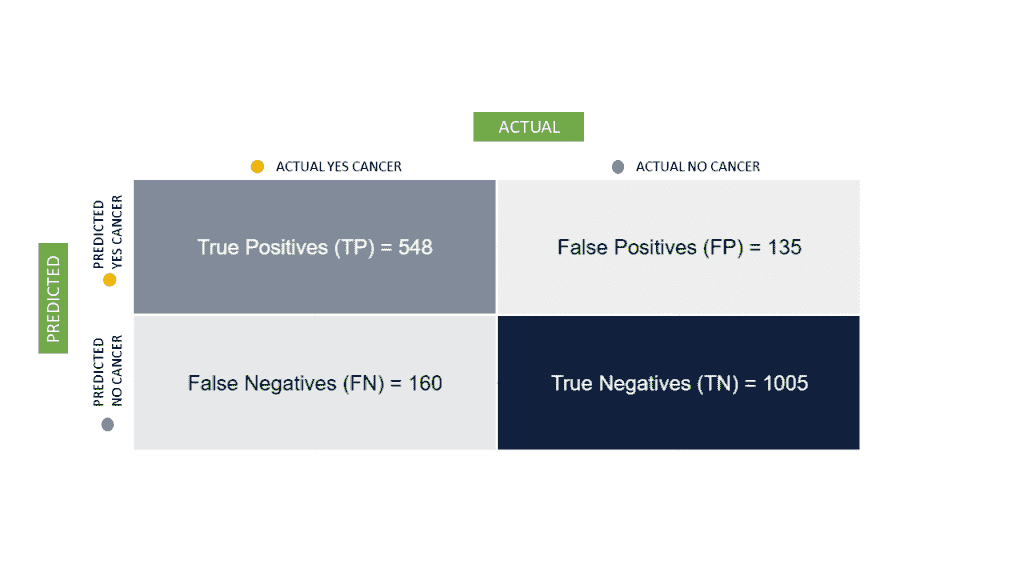 ACTUAL
ACTUAL YES CANCER
ACTUAL NO CANCER
PREDICTED
PREDICTED
YES CANCER
True Positives (TP) = 548
False Positives (FP) = 135
PREDICTED
NO CANCER
False Negatives (FN) = 160
True Negatives (TN) = 1005